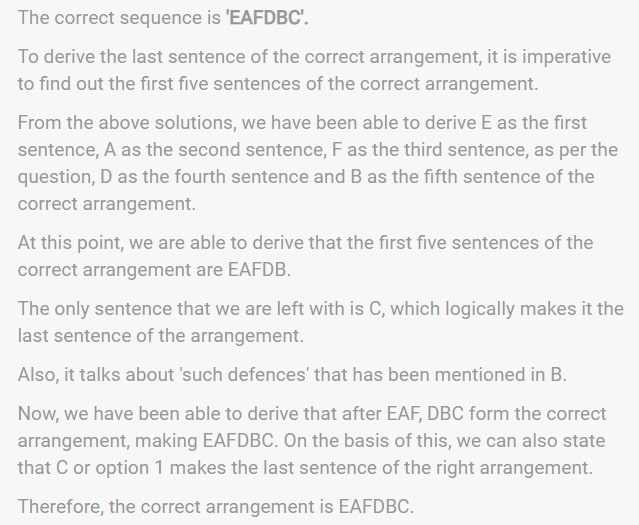 The correct sequence is 'EAFDBC'.
To derive the last sentence of the correct arrangement, it is imperative
to find out the first five sentences of the correct arrangement.
From the above solutions, we have been able to derive E as the first
sentence, A as the second sentence, F as the third sentence, as per the
question, D as the fourth sentence and B as the fifth sentence of the
correct arrangement.
At this point, we are able to derive that the first five sentences of the
correct arrangement are EAFDB.
The only sentence that we are left with is C, which logically makes it the
last sentence of the arrangement.
Also, it talks about 'such defences' that has been mentioned in B.
Now, we have been able to derive that after EAF, DBC form the correct
arrangement, making EAFDBC. On the basis of this, we can also state
that C or option 1 makes the last sentence of the right arrangement.
Therefore, the correct arrangement is EAFDBC.